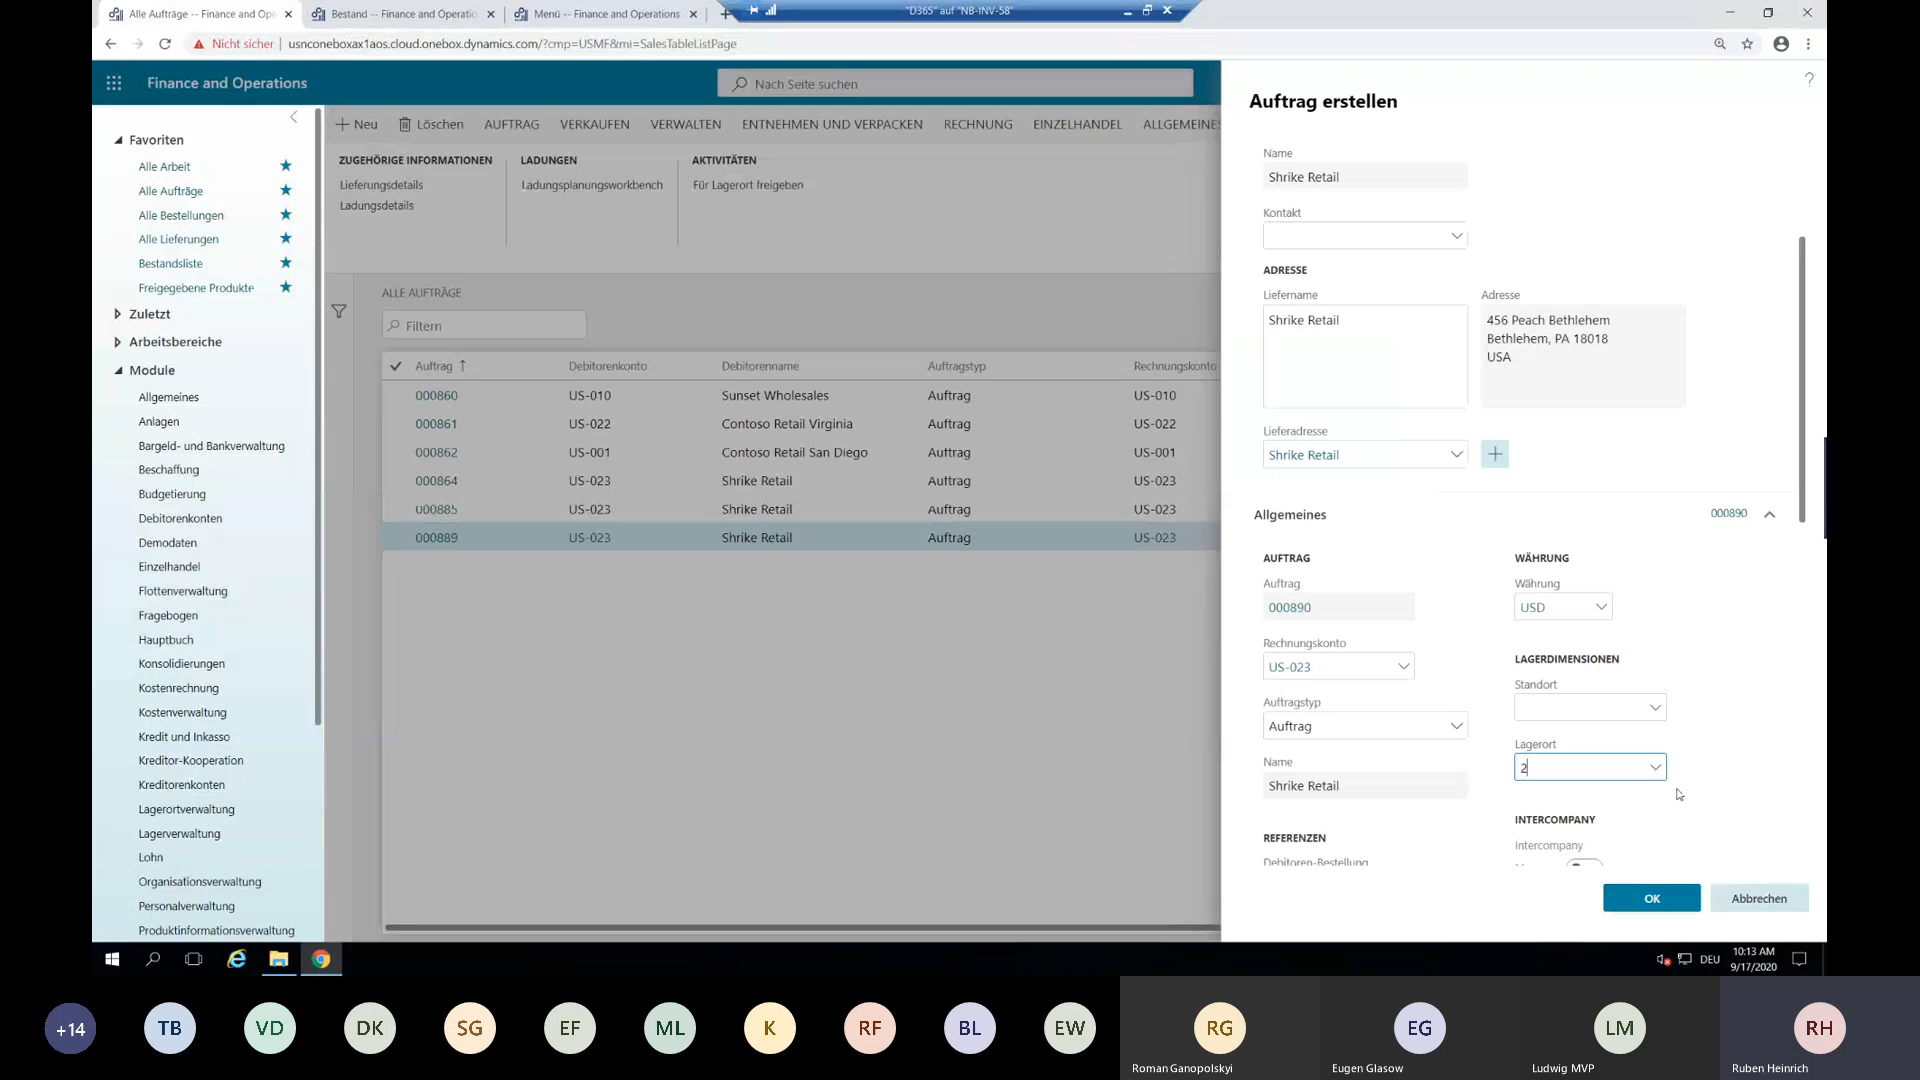 Alle Aufträge -- Finance and Ope
Bestand -- Finance and Operatio
Menü -- Finance and Operations
"D365" auf "NB-INV-58"
Nicht sicher
usnconeboxax1aos.cloud.onebox.dynamics.com/?cmp=USMF&mi=SalesTableListPage
Finance and Operations
Nach Seite suchen
Favoriten
Alle Arbeit
Alle Aufträge
Alle Bestellungen
Alle Lieferungen
Bestandsliste
Freigegebene Produkte
Zuletzt
Arbeitsbereiche
Module
Allgemeines
Anlagen
Bargeld- und Bankverwaltung
Beschaffung
Budgetierung
Debitorenkonten
Demodaten
Einzelhandel
Flottenverwaltung
Fragebogen
Hauptbuch
Konsolidierungen
Kostenrechnung
Kostenverwaltung
Kredit und Inkasso
Kreditor-Kooperation
Kreditorenkonten
Lagerortverwaltung
Lagerverwaltung
Lohn
Organisationsverwaltung
Personalverwaltung
Produktinformationsverwaltung
Neu
Löschen
AUFTRAG
VERKAUFEN
VERWALTEN
ENTNEHMEN UND VERPACKEN
RECHNUNG
EINZELHANDEL
ALLGEMEINES
ZUGEHÖRIGE INFORMATIONEN
Lieferungsdetails
Ladungsdetails
LADUNGEN
Ladungsplanungsworkbench
AKTIVITÄTEN
Für Lagerort freigeben
ALLE AUFTRÄGE
Filtern
Auftrag Debitorenkonto Debitorenname Auftragstyp Rechnungskonto
000860 US-010 Sunset Wholesales Auftrag US-010
000861 US-022 Contoso Retail Virginia Auftrag US-022
000862 US-001 Contoso Retail San Diego Auftrag US-001
000864 US-023 Shrike Retail Auftrag US-023
000885 US-023 Shrike Retail Auftrag US-023
000889 US-023 Shrike Retail Auftrag US-023
?
Auftrag erstellen
Name
Shrike Retail
Kontakt
ADRESSE
Liefername
Shrike Retail
Adresse
456 Peach Bethlehem
Bethlehem, PA 18018
USA
Lieferadresse
Shrike Retail
Allgemeines
000890
AUFTRAG
Auftrag
000890
Rechnungskonto
US-023
Auftragstyp
Auftrag
Name
Shrike Retail
REFERENZEN
Debitoren-Bestellung
WÄHRUNG
Währung
USD
LAGERDIMENSIONEN
Standort
Lagerort
2
INTERCOMPANY
Intercompany
OK
Abbrechen
DEU
10:13 AM
9/17/2020
+14
TB
VD
DK
SG
EF
ML
K
RF
BL
EW
RG
Roman Ganopolskyi
EG
Eugen Glasow
LM
Ludwig MVP
RH
Ruben Heinrich